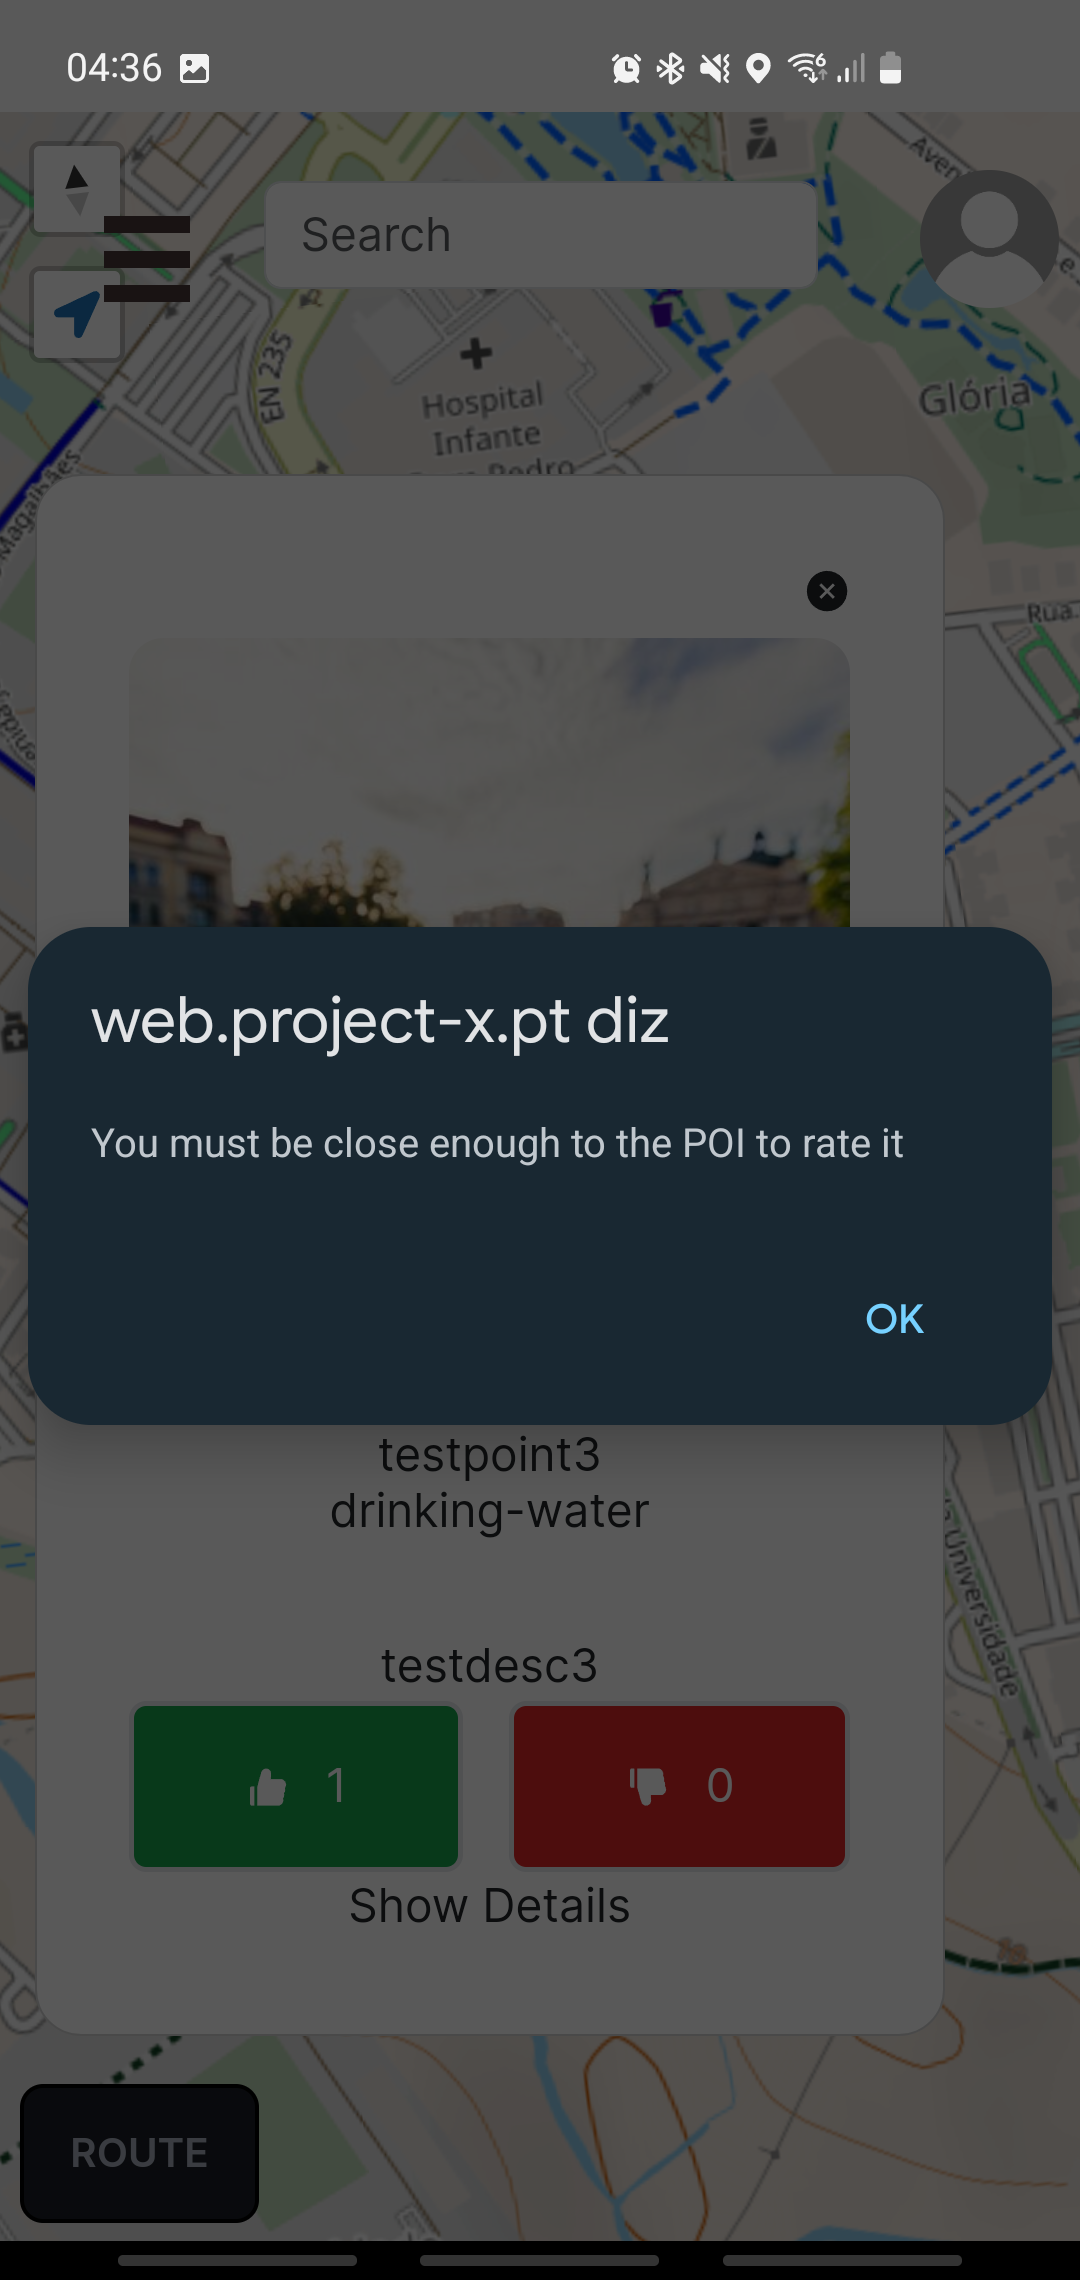 04:36
Aven
Search
e.
EN 235
Hospital
Infante
Glória
Magalhães
Rua
web.project-x.pt diz
You must be close enough to the POI to rate it
OK
testpoint3
drinking-water
Universidade
testdesc3
1
0
Show Details
ROUTE